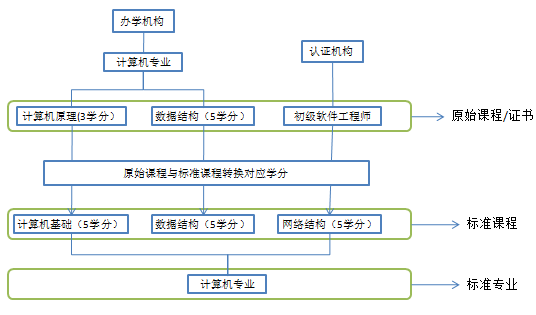 办学机构
认证机构
计算机专业
计算机原理(3学分）
数据结构（5学分）
初级软件工程师
原始课程/证书
原始课程与标准课程转换对应学分
计算机基础（5学分）
数据结构（5学分）
网络结构（5学分）
标准课程
计算机专业
标准专业